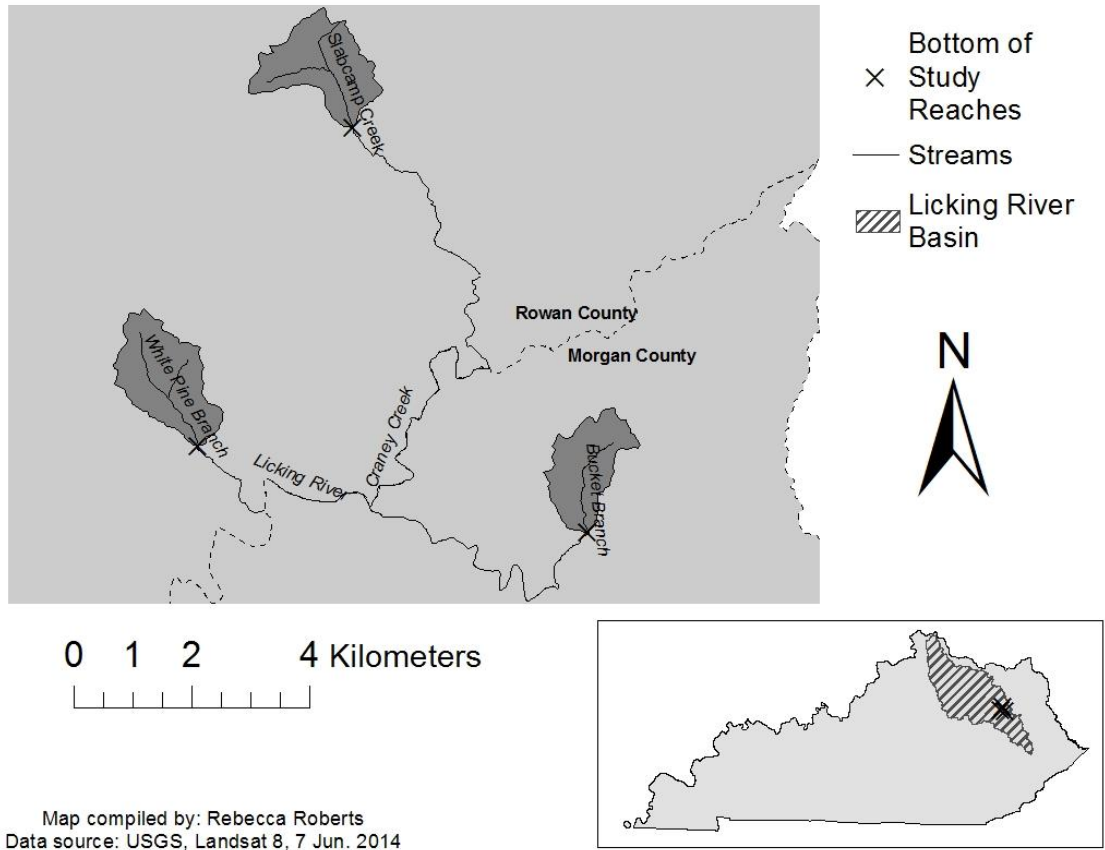 Slabcamp Creek
Rowan County
Morgan County
White Pine Branch
Licking River
Craney Creek
Bucket Branch
Bottom of
Study
Reaches
Streams
Licking River
Basin
N
0 1 2 4 Kilometers
Map compiled by: Rebecca Roberts
Data source: USGS, Landsat 8, 7 Jun. 2014